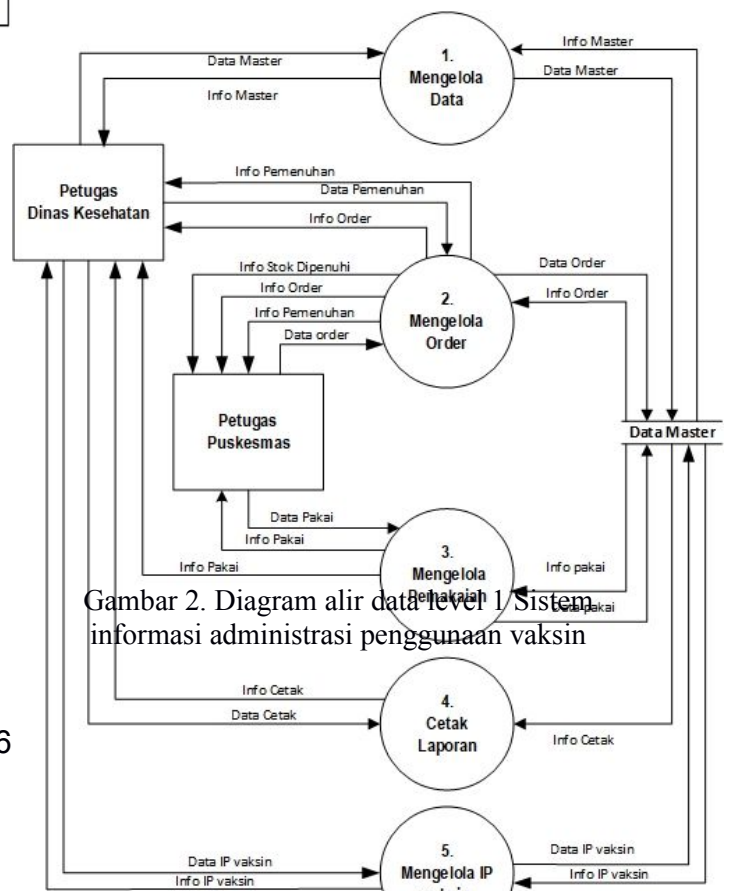 Info Master
Data Master
1.
Mengelola
Data
Data Master
Info Master
Petugas
Dinas Kesehatan
Info Pemenuhan
Data Pemenuhan
Info Order
Info Stok Dipenuhi
Info Order
Info Pemenuhan
Data order
2.
Mengelola
Order
Data Order
Info Order
Petugas
Puskesmas
Data Master
Data Pakai
Info Pakai
Info Pakai
3.
Mengelola
Pemakaian
Info pakai
Data pakai
Gambar 2. Diagram alir data level 1 Sistem
informasi administrasi penggunaan vaksin
Info Cetak
Data Cetak
4.
Cetak
Laporan
Info Cetak
6
Data IP vaksin
Info IP vaksin
5.
Mengelola IP
Data IP vaksin
Info IP vaksin